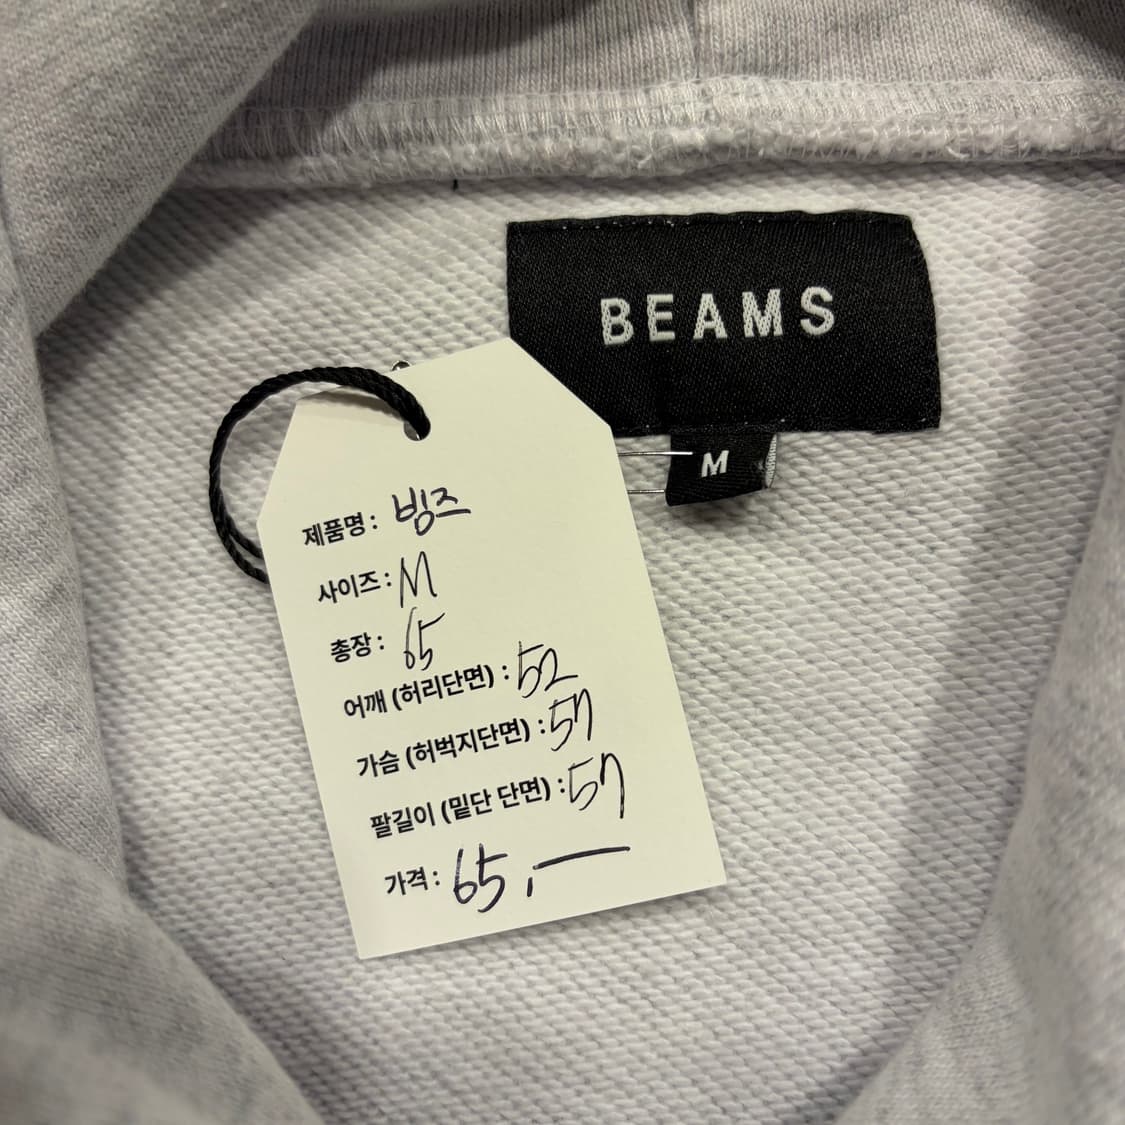 BEAMS
M
제품명 : 빙즈
사이즈 : M
총장 : 65
어깨 (허리단면) : 52
가슴 (허벅지단면) : 57
팔길이 (밑단 단면) : 57
가격 : 65,—